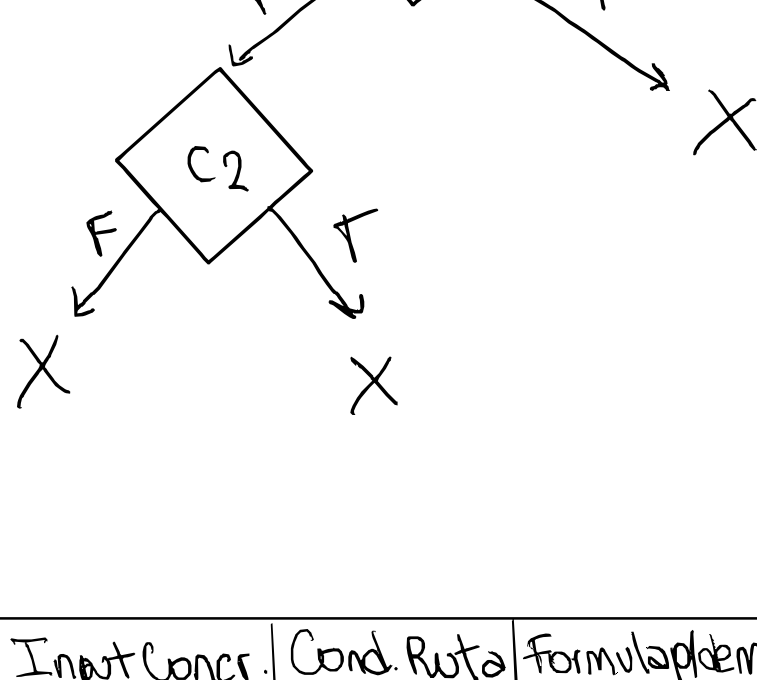 X
C2
F T
X X
Input Concr. | Cond. Ruta | Formula p/den